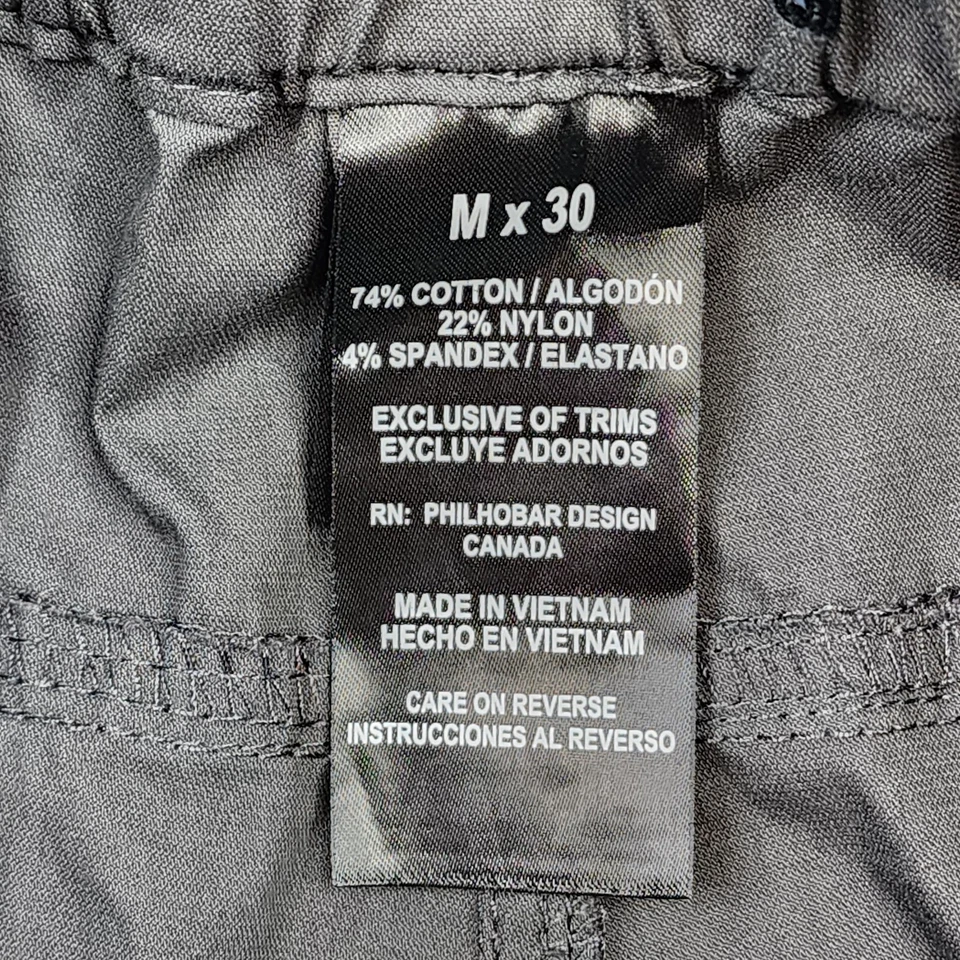 M x 30
74% COTTON / ALGODÓN
22% NYLON
4% SPANDEX / ELASTANO
EXCLUSIVE OF TRIMS
EXCLUYE ADORNOS
RN: PHILHOBAR DESIGN
CANADA
MADE IN VIETNAM
HECHO EN VIETNAM
CARE ON REVERSE
INSTRUCCIONES AL REVERSO